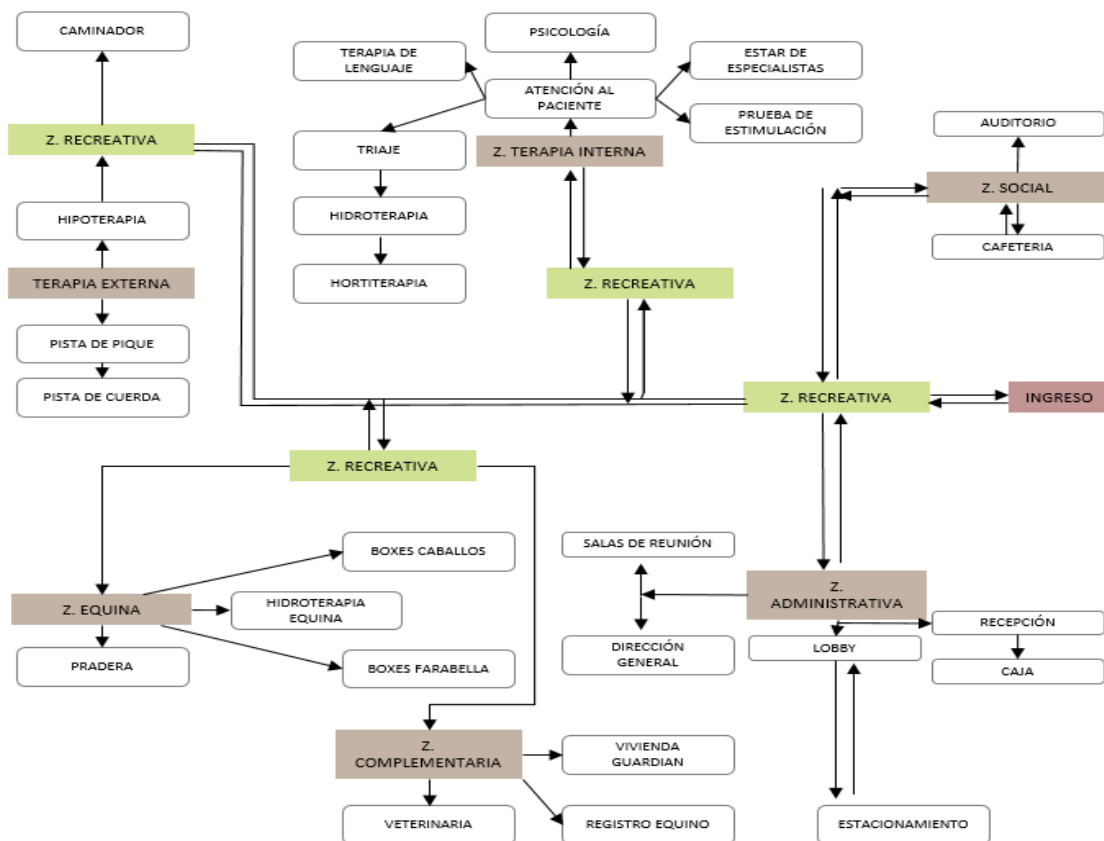 CAMINADOR
PSICOLOGÍA
TERAPIA DE
LENGUAJE
ESTAR DE
ESPECIALISTAS
ATENCIÓN AL
PACIENTE
PRUEBA DE
ESTIMULACIÓN
AUDITORIO
Z. RECREATIVA
TRIAJE
Z. TERAPIA INTERNA
Z. SOCIAL
HIPOTERAPIA
HIDROTERAPIA
CAFETERIA
TERAPIA EXTERNA
HORTITERAPIA
Z. RECREATIVA
PISTA DE PIQUE
PISTA DE CUERDA
Z. RECREATIVA
INGRESO
Z. RECREATIVA
BOXES CABALLOS
SALAS DE REUNIÓN
Z. EQUINA
HIDROTERAPIA
EQUINA
Z.
ADMINISTRATIVA
RECEPCIÓN
PRADERA
BOXES FARABELLA
DIRECCIÓN
GENERAL
LOBBY
CAJA
Z.
COMPLEMENTARIA
VIVIENDA
GUARDIAN
VETERINARIA
REGISTRO EQUINO
ESTACIONAMIENTO